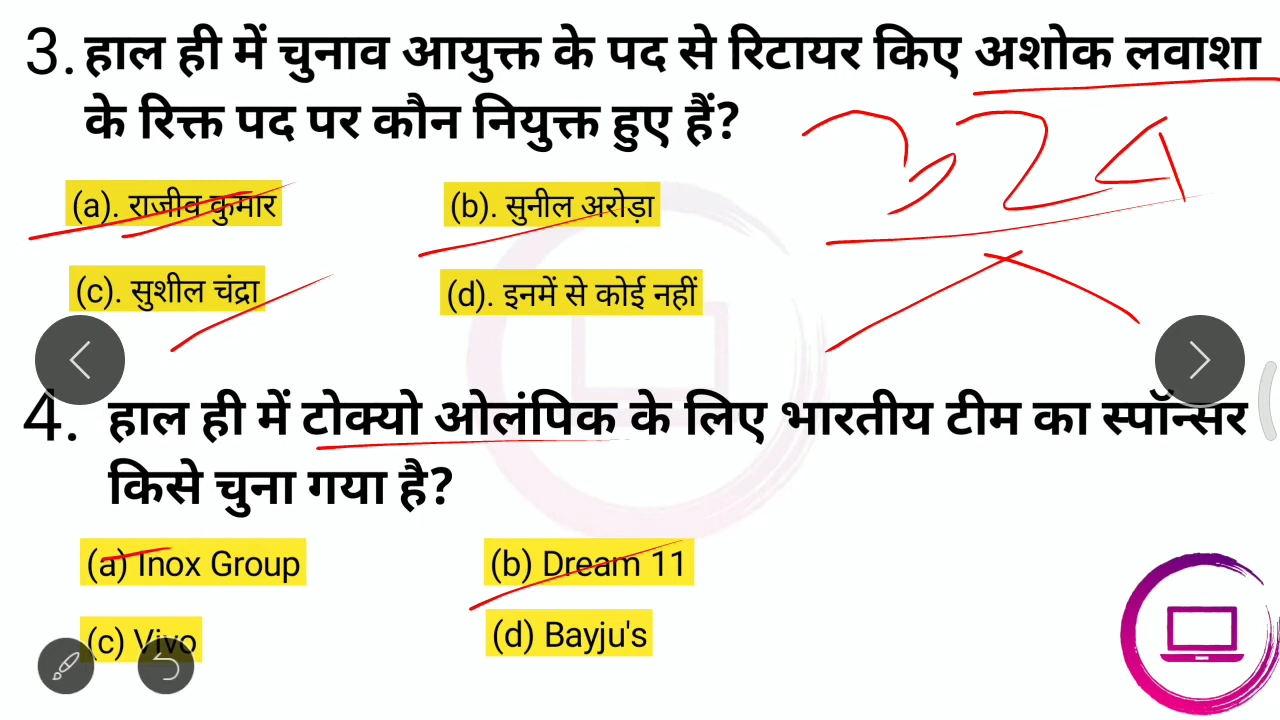 3. हाल ही में चुनाव आयुक्त के पद से रिटायर किए अशोक लवाशा
के रिक्त पद पर कौन नियुक्त हुए हैं?
324
(a). राजीव कुमार (b). सुनील अरोड़ा
(c). सुशील चंद्रा (d). इनमें से कोई नहीं
4. हाल ही में टोक्यो ओलंपिक के लिए भारतीय टीम का स्पॉन्सर
किसे चुना गया है?
(a) Inox Group (b) Dream 11
(c) Vivo (d) Bayju's